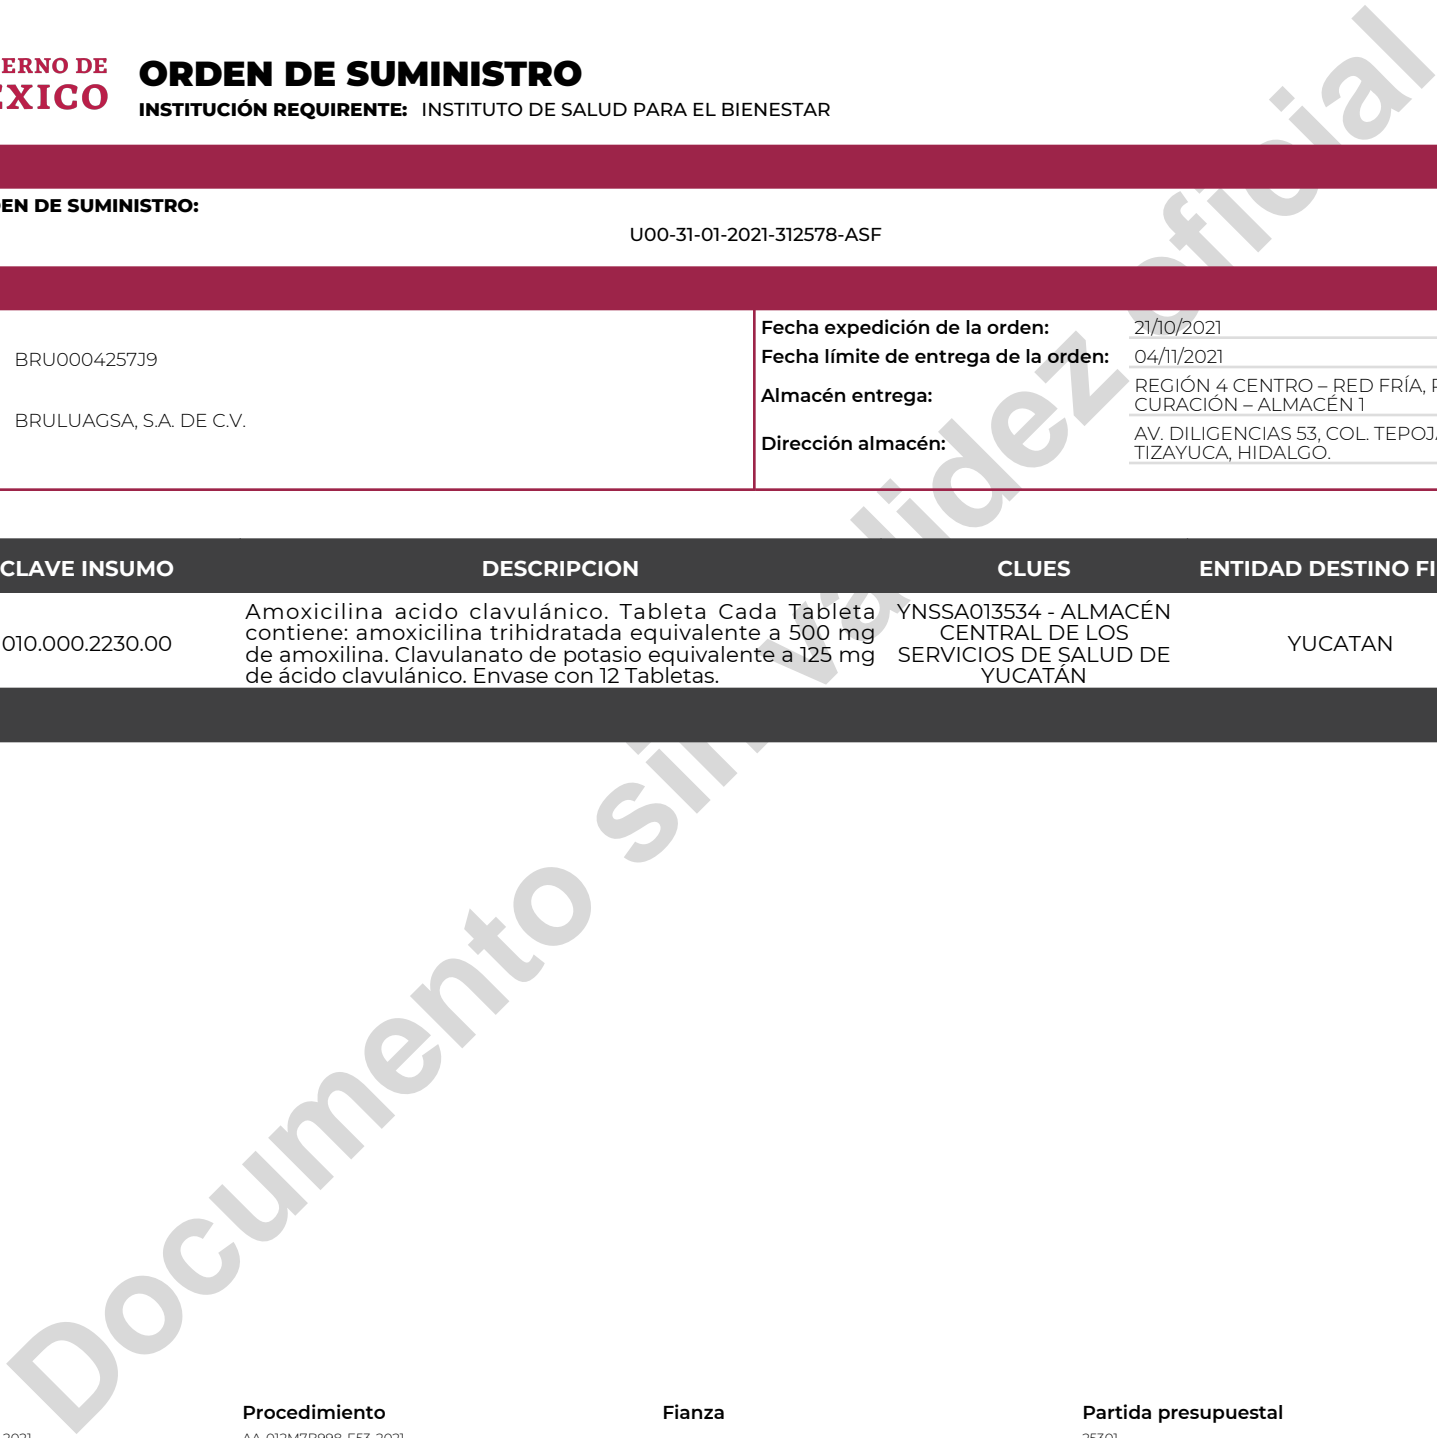 ERNO DE
EXICO
ORDEN DE SUMINISTRO
INSTITUCIÓN REQUIRENTE: INSTITUTO DE SALUD PARA EL BIENESTAR
EN DE SUMINISTRO:
U00-31-01-2021-312578-ASF
BRU0004257J9
BRULUAGSA, S.A. DE C.V.
Fecha expedición de la orden: 21/10/2021
Fecha límite de entrega de la orden: 04/11/2021
Almacén entrega: REGIÓN 4 CENTRO – RED FRÍA,
CURACIÓN – ALMACÉN 1
Dirección almacén: AV. DILIGENCIAS 53, COL. TEPOJ
TIZAYUCA, HIDALGO.
CLAVE INSUMO DESCRIPCION CLUES ENTIDAD DESTINO FI
010.000.2230.00
Amoxicilina acido clavulánico. Tableta Cada Tableta
contiene: amoxicilina trihidratada equivalente a 500 mg
de amoxilina. Clavulanato de potasio equivalente a 125 mg
de ácido clavulánico. Envase con 12 Tabletas.
YNSSA013534 - ALMACÉN
CENTRAL DE LOS
SERVICIOS DE SALUD DE
YUCATÁN
YUCATAN
Documento sin validez oficial
Procedimiento Fianza Partida presupuestal